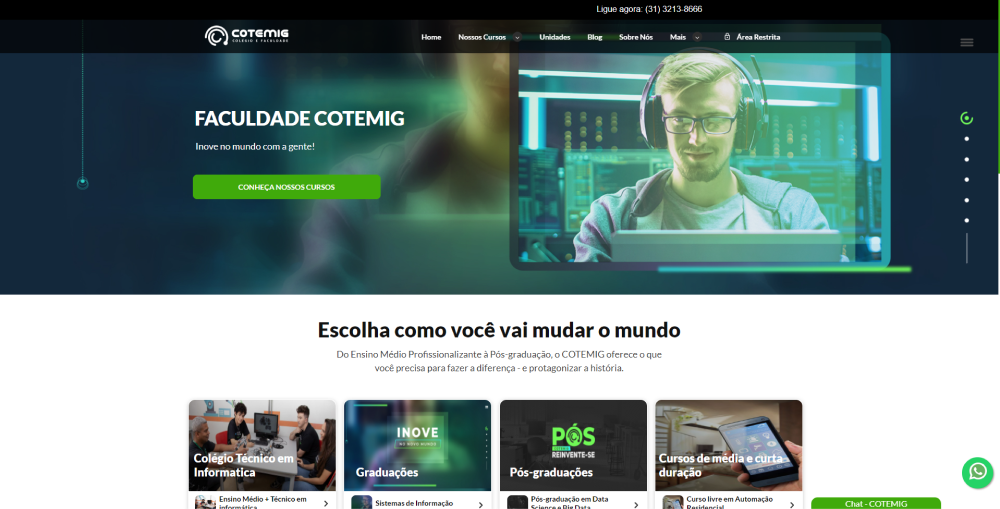 Ligue agora: (31) 3213-8666
COTEMIG
COLÉGIO E FACULDADE
Home Nossos Cursos Unidades Blog Sobre Nós Mais Área Restrita
FACULDADE COTEMIG
Inove no mundo com a gente!
CONHEÇA NOSSOS CURSOS
Escolha como você vai mudar o mundo
Do Ensino Médio Profissionalizante à Pós-graduação, o COTEMIG oferece o que
você precisa para fazer a diferença - e protagonizar a história.
Colégio Técnico em
Informatica
INOVE
Graduações
PÓS
REINVENTE-SE
Pós-graduações
Cursos de média e curta
duração
Ensino Médio + Técnico em
informática
Sistemas de Informação
Pós-graduação em Data
Science e Big Data
Curso livre em Automação
Residencial
Chat - COTEMIG